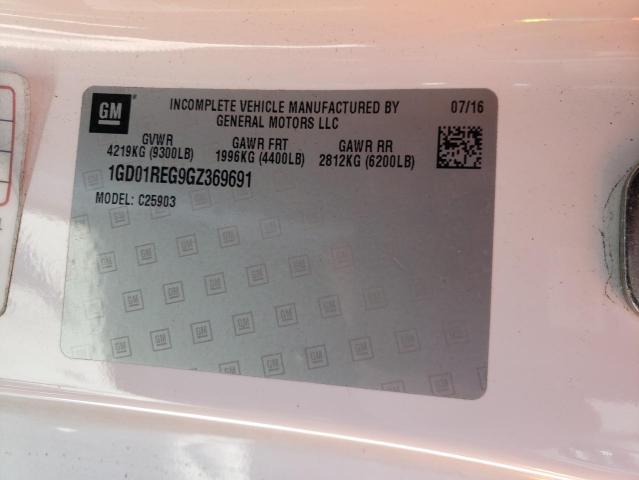 GM
INCOMPLETE VEHICLE MANUFACTURED BY 07/16
GENERAL MOTORS LLC
GVWR GAWR FRT GAWR RR
4219KG (9300LB) 1996KG (4400LB) 2812KG (6200LB)
1GD01REG9GZ369691
MODEL: C25903